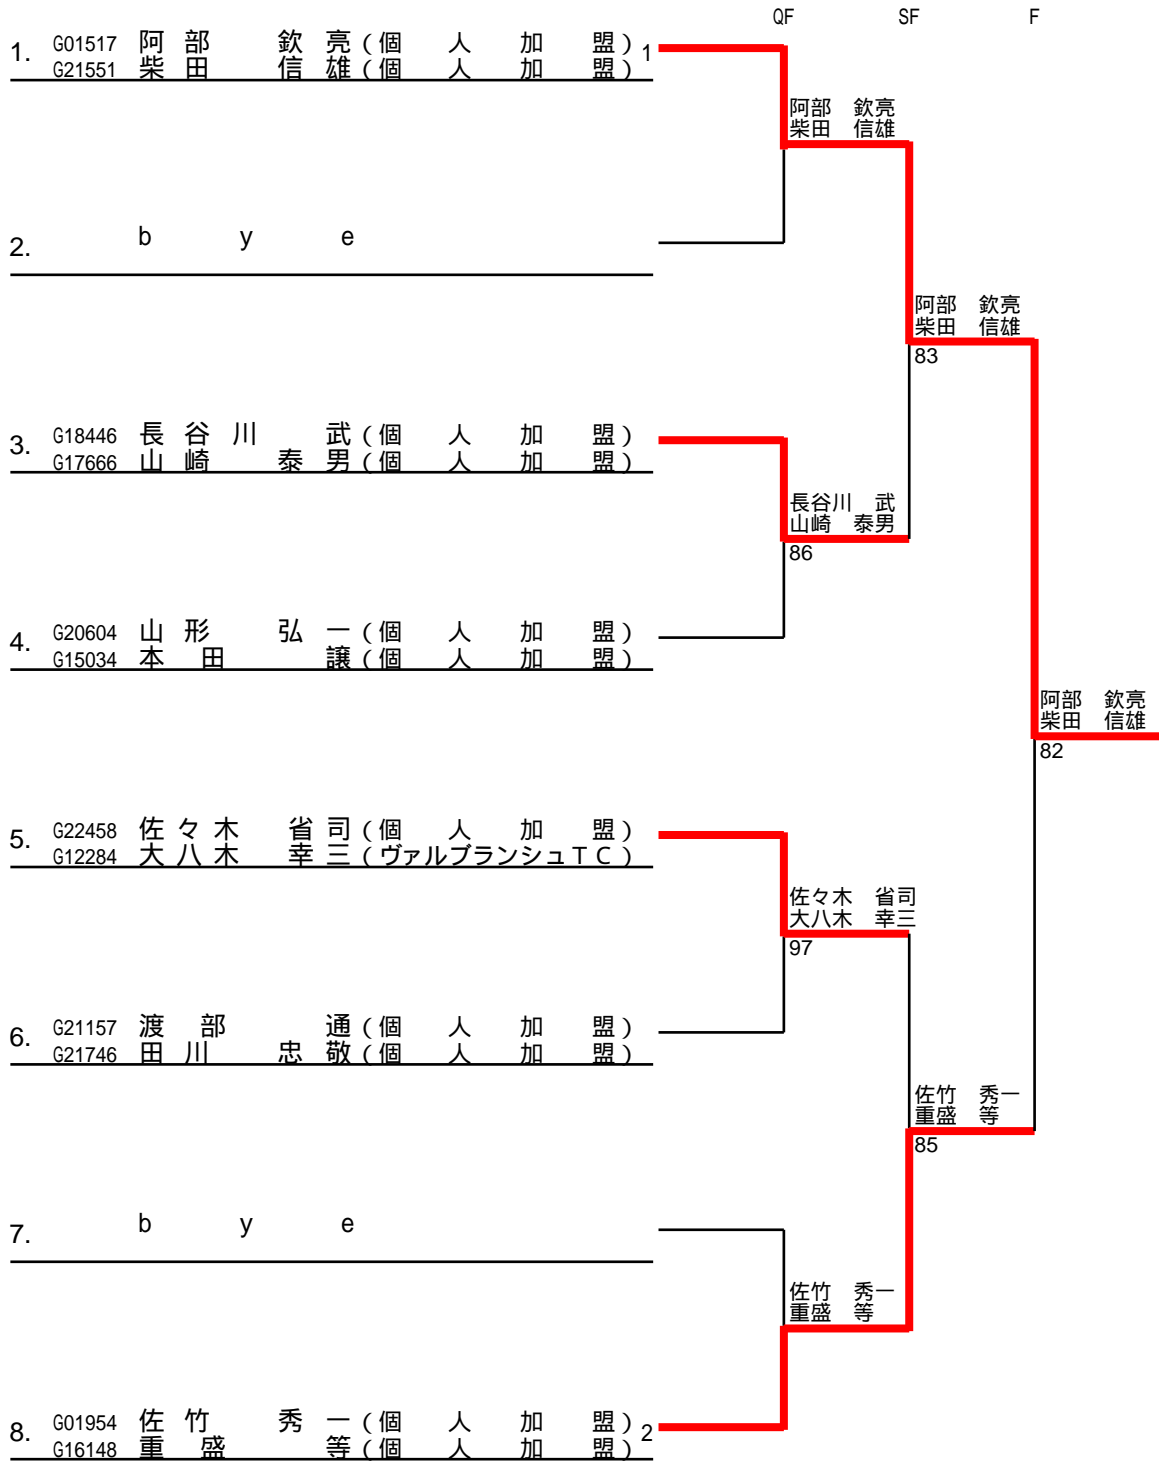 QF SF F
1. G01517 阿部 欽亮(個人加盟) 1
G21551 柴田 信雄(個人加盟)
阿部 欽亮
柴田 信雄
2. bye
阿部 欽亮
柴田 信雄
83
3. G18446 長谷川 武(個人加盟)
G17666 山崎 泰男(個人加盟)
長谷川 武
山崎 泰男
86
4. G20604 山形 弘一(個人加盟)
G15034 本田 譲(個人加盟)
阿部 欽亮
柴田 信雄
82
5. G22458 佐々木 省司(個人加盟)
G12284 大八木 幸三(ヴァルブランシュTC)
佐々木 省司
大八木 幸三
97
6. G21157 渡部 通(個人加盟)
G21746 田川 忠敬(個人加盟)
佐竹 秀一
重盛 等
85
7. bye
佐竹 秀一
重盛 等
8. G01954 佐竹 秀一(個人加盟) 2
G16148 重盛 等(個人加盟)